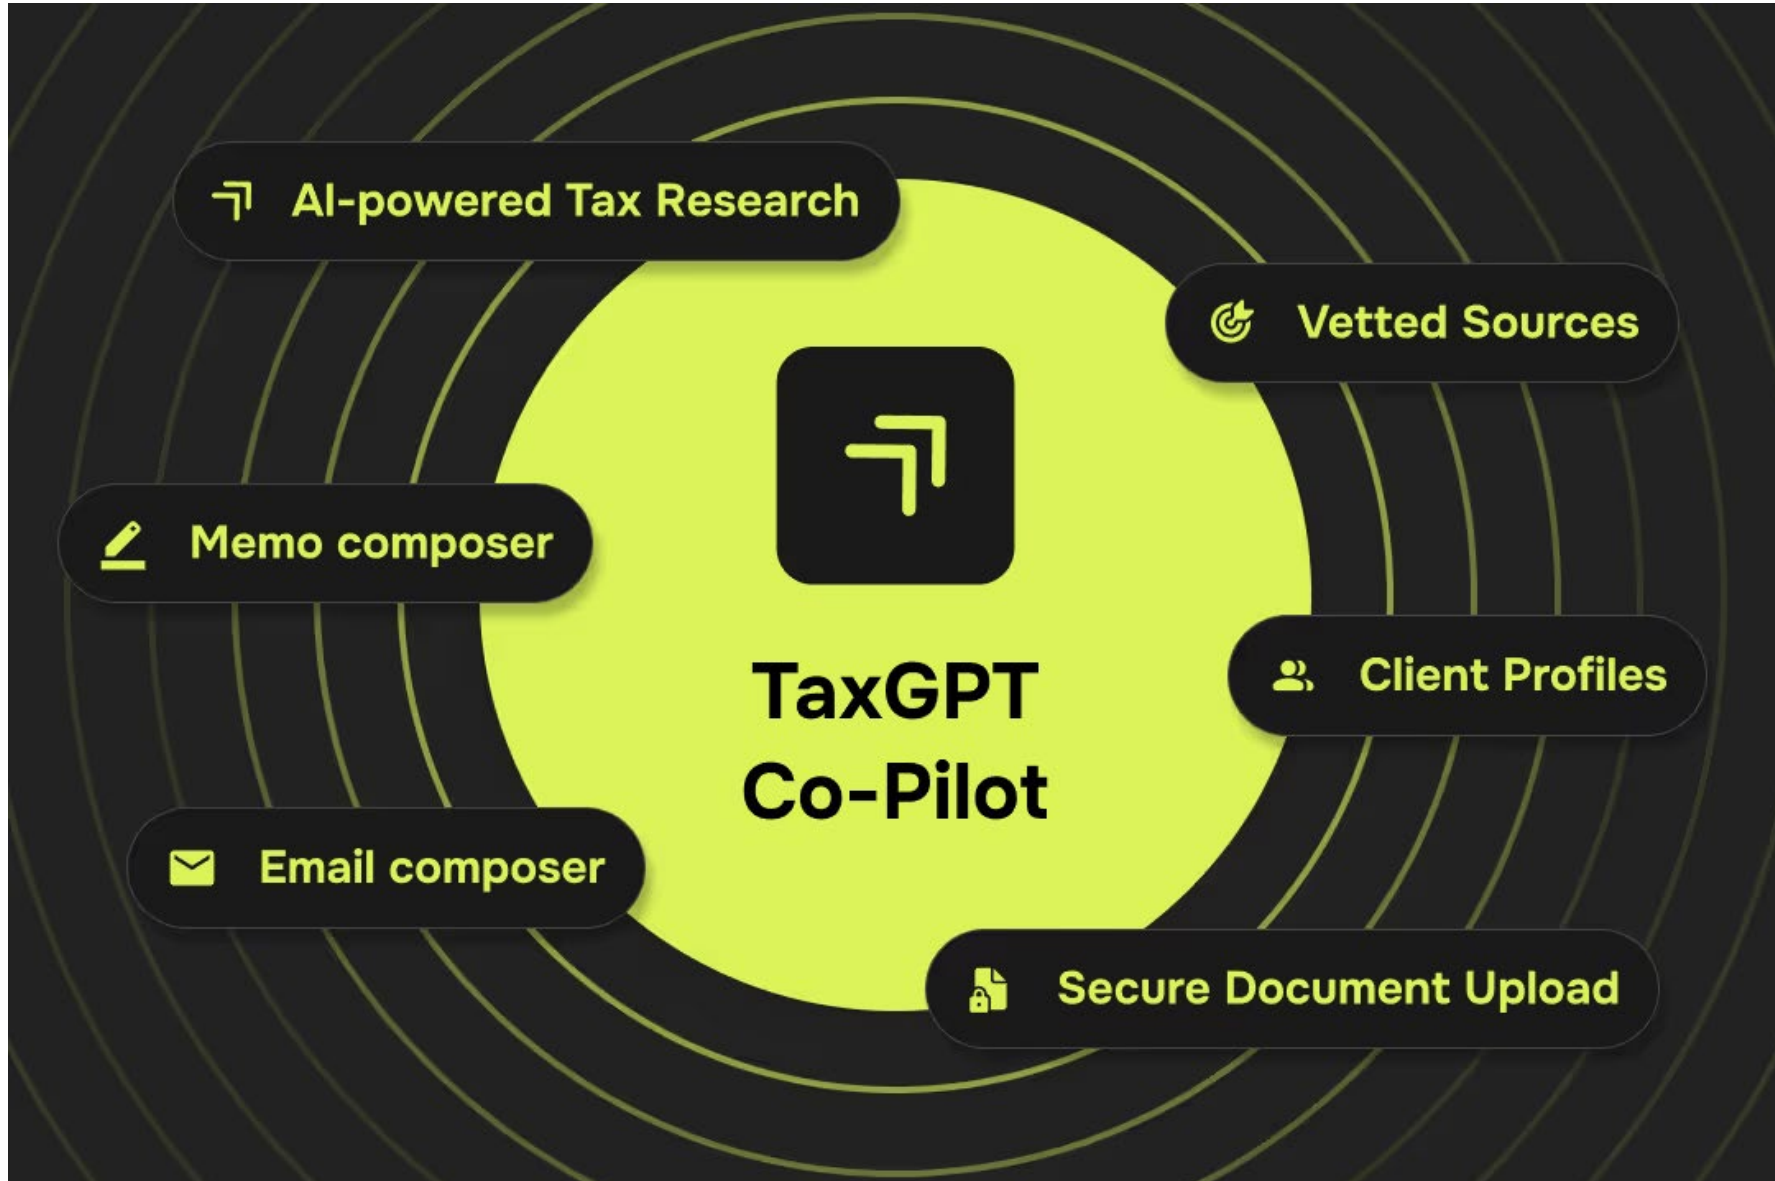 AI-powered Tax Research
Vetted Sources
Memo composer
TaxGPT
Co-Pilot
Client Profiles
Email composer
Secure Document Upload